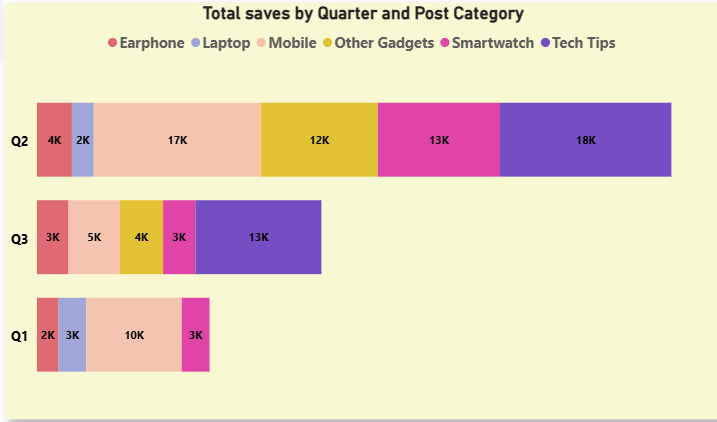 Total saves by Quarter and Post Category
Earphone Laptop Mobile Other Gadgets Smartwatch Tech Tips
Q2 4K 2K 17K 12K 13K 18K
Q3 3K 5K 4K 3K 13K
Q1 2K 3K 10K 3K